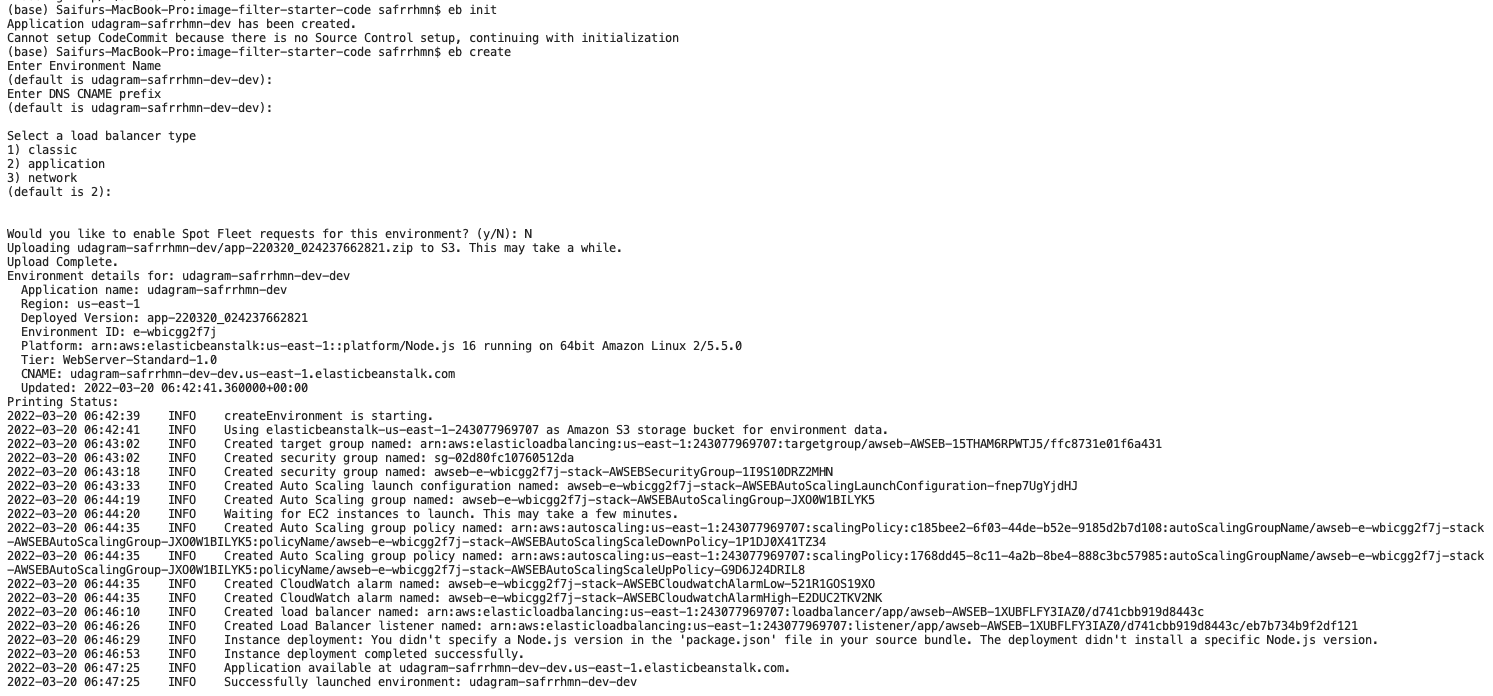 (base) Saifurs-MacBook-Pro:image-filter-starter-code safrrhmn$ eb init
Application udagram-safrrhmn-dev has been created.
Cannot setup CodeCommit because there is no Source Control setup, continuing with initialization
(base) Saifurs-MacBook-Pro:image-filter-starter-code safrrhmn$ eb create
Enter Environment Name
(default is udagram-safrrhmn-dev-dev):
Enter DNS CNAME prefix
(default is udagram-safrrhmn-dev-dev):
Select a load balancer type
1) classic
2) application
3) network
(default is 2):
Would you like to enable Spot Fleet requests for this environment? (y/N): N
Uploading udagram-safrrhmn-dev/app-220320_024237662821.zip to S3. This may take a while.
Upload Complete.
Environment details for: udagram-safrrhmn-dev-dev
  Application name: udagram-safrrhmn-dev
  Region: us-east-1
  Deployed Version: app-220320_024237662821
  Environment ID: e-wbicgg2f7j
  Platform: arn:aws:elasticbeanstalk:us-east-1::platform/Node.js 16 running on 64bit Amazon Linux 2/5.5.0
  Tier: WebServer-Standard-1.0
  CNAME: udagram-safrrhmn-dev-dev.us-east-1.elasticbeanstalk.com
  Updated: 2022-03-20 06:42:41.360000+00:00
Printing Status:
2022-03-20 06:42:39    INFO    createEnvironment is starting.
2022-03-20 06:42:41    INFO    Using elasticbeanstalk-us-east-1-243077969707 as Amazon S3 storage bucket for environment data.
2022-03-20 06:43:02    INFO    Created target group named: arn:aws:elasticloadbalancing:us-east-1:243077969707:targetgroup/awseb-AWSEB-15THAM6RPWTJ5/ffc8731e01f6a431
2022-03-20 06:43:02    INFO    Created security group named: sg-02d80fc10760512da
2022-03-20 06:43:18    INFO    Created security group named: awseb-e-wbicgg2f7j-stack-AWSEBSecurityGroup-1I9S10DRZ2MHN
2022-03-20 06:43:33    INFO    Created Auto Scaling launch configuration named: awseb-e-wbicgg2f7j-stack-AWSEBAutoScalingLaunchConfiguration-fnep7UgYjdHJ
2022-03-20 06:44:19    INFO    Created Auto Scaling group named: awseb-e-wbicgg2f7j-stack-AWSEBAutoScalingGroup-JXO0W1BILYK5
2022-03-20 06:44:20    INFO    Waiting for EC2 instances to launch. This may take a few minutes.
2022-03-20 06:44:35    INFO    Created Auto Scaling group policy named: arn:aws:autoscaling:us-east-1:243077969707:scalingPolicy:c185bee2-6f03-44de-b52e-9185d2b7d108:autoScalingGroupName/awseb-e-wbicgg2f7j-stack
-AWSEBAutoScalingGroup-JXO0W1BILYK5:policyName/awseb-e-wbicgg2f7j-stack-AWSEBAutoScalingScaleDownPolicy-1P1DJ0X41TZ34
2022-03-20 06:44:35    INFO    Created Auto Scaling group policy named: arn:aws:autoscaling:us-east-1:243077969707:scalingPolicy:1768dd45-8c11-4a2b-8be4-888c3bc57985:autoScalingGroupName/awseb-e-wbicgg2f7j-stack
-AWSEBAutoScalingGroup-JXO0W1BILYK5:policyName/awseb-e-wbicgg2f7j-stack-AWSEBAutoScalingScaleUpPolicy-G9D6J24DRIL8
2022-03-20 06:44:35    INFO    Created CloudWatch alarm named: awseb-e-wbicgg2f7j-stack-AWSEBCloudwatchAlarmLow-521R1GOS19XO
2022-03-20 06:44:35    INFO    Created CloudWatch alarm named: awseb-e-wbicgg2f7j-stack-AWSEBCloudwatchAlarmHigh-E2DUC2TKV2NK
2022-03-20 06:46:10    INFO    Created load balancer named: arn:aws:elasticloadbalancing:us-east-1:243077969707:loadbalancer/app/awseb-AWSEB-1XUBFLFY3IAZ0/d741cbb919d8443c
2022-03-20 06:46:26    INFO    Created Load Balancer listener named: arn:aws:elasticloadbalancing:us-east-1:243077969707:listener/app/awseb-AWSEB-1XUBFLFY3IAZ0/d741cbb919d8443c/eb7b734b9f2df121
2022-03-20 06:46:29    INFO    Instance deployment: You didn't specify a Node.js version in the 'package.json' file in your source bundle. The deployment didn't install a specific Node.js version.
2022-03-20 06:46:53    INFO    Instance deployment completed successfully.
2022-03-20 06:47:25    INFO    Application available at udagram-safrrhmn-dev-dev.us-east-1.elasticbeanstalk.com.
2022-03-20 06:47:25    INFO    Successfully launched environment: udagram-safrrhmn-dev-dev